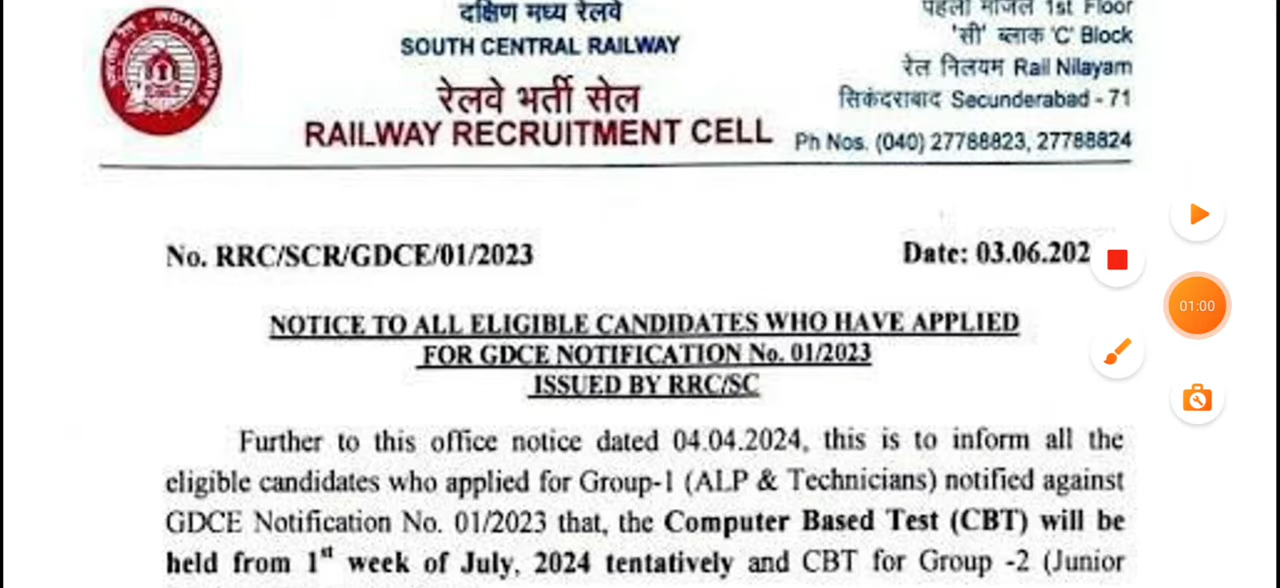 दक्षिण मध्य रेलवे
SOUTH CENTRAL RAILWAY
रेलवे भर्ती सेल
RAILWAY RECRUITMENT CELL
पहली मंजिल 1st Floor
'सी' ब्लाक 'C' Block
रेल निलयम Rail Nilayam
सिकंदराबाद Secunderabad - 71
Ph Nos. (040) 27788823, 27788824
No. RRC/SCR/GDCE/01/2023
Date: 03.06.202
NOTICE TO ALL ELIGIBLE CANDIDATES WHO HAVE APPLIED
FOR GDCE NOTIFICATION No. 01/2023
ISSUED BY RRC/SC
Further to this office notice dated 04.04.2024, this is to inform all the
eligible candidates who applied for Group-1 (ALP & Technicians) notified against
GDCE Notification No. 01/2023 that, the Computer Based Test (CBT) will be
held from 1st week of July, 2024 tentatively and CBT for Group -2 (Junior
01:00